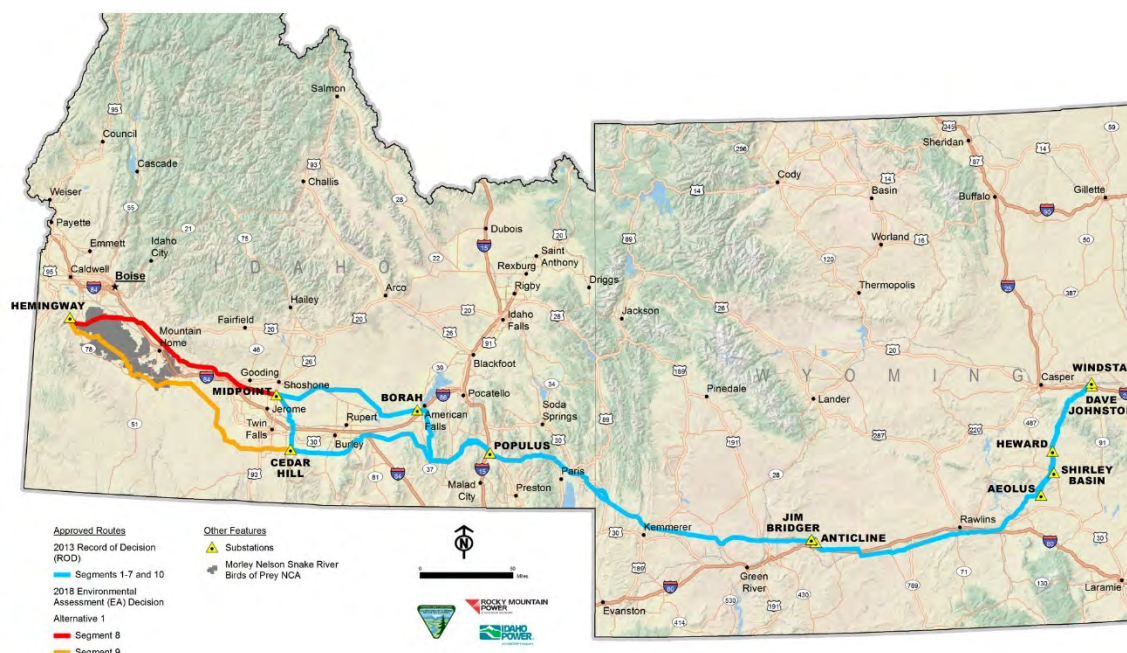 Salmon
Council
Cascade
Challis
Weiser
Payette
Emmett
Idaho
City
Caldwell
Boise
IDAHO
Dubois
Saint
Anthony
Rexburg
Rigby
Driggs
Arco
Hailey
Fairfield
Idaho
Falls
Blackfoot
HEMINGWAY
Mountain
Home
Gooding
Shoshone
MIDPOINT
Jerome
Twin
Falls
Rupert
Burley
BORAH
American
Falls
Pocatello
Soda
Springs
CEDAR
HILL
POPULUS
Malad
City
Preston
Paris
Sheridan
Cody
Basin
Buffalo
Gillette
Worland
Thermopolis
Jackson
WYOMING
Pinedale
Lander
Casper
WINDSTA
DAVE
JOHNSTO
HEWARD
SHIRLEY
BASIN
AEOLUS
JIM
BRIDGER
ANTICLINE
Rawlins
Kemmerer
Green
River
Evanston
Laramie
Approved Routes
2013 Record of Decision
(ROD)
Segments 1-7 and 10
2018 Environmental
Assessment (EA) Decision
Alternative 1
Segment 8
Segment 9
Other Features
Substations
Morley Nelson Snake River
Birds of Prey NCA
N
0
50
Miles
ROCKY MOUNTAIN
POWER
IDAHO
POWER